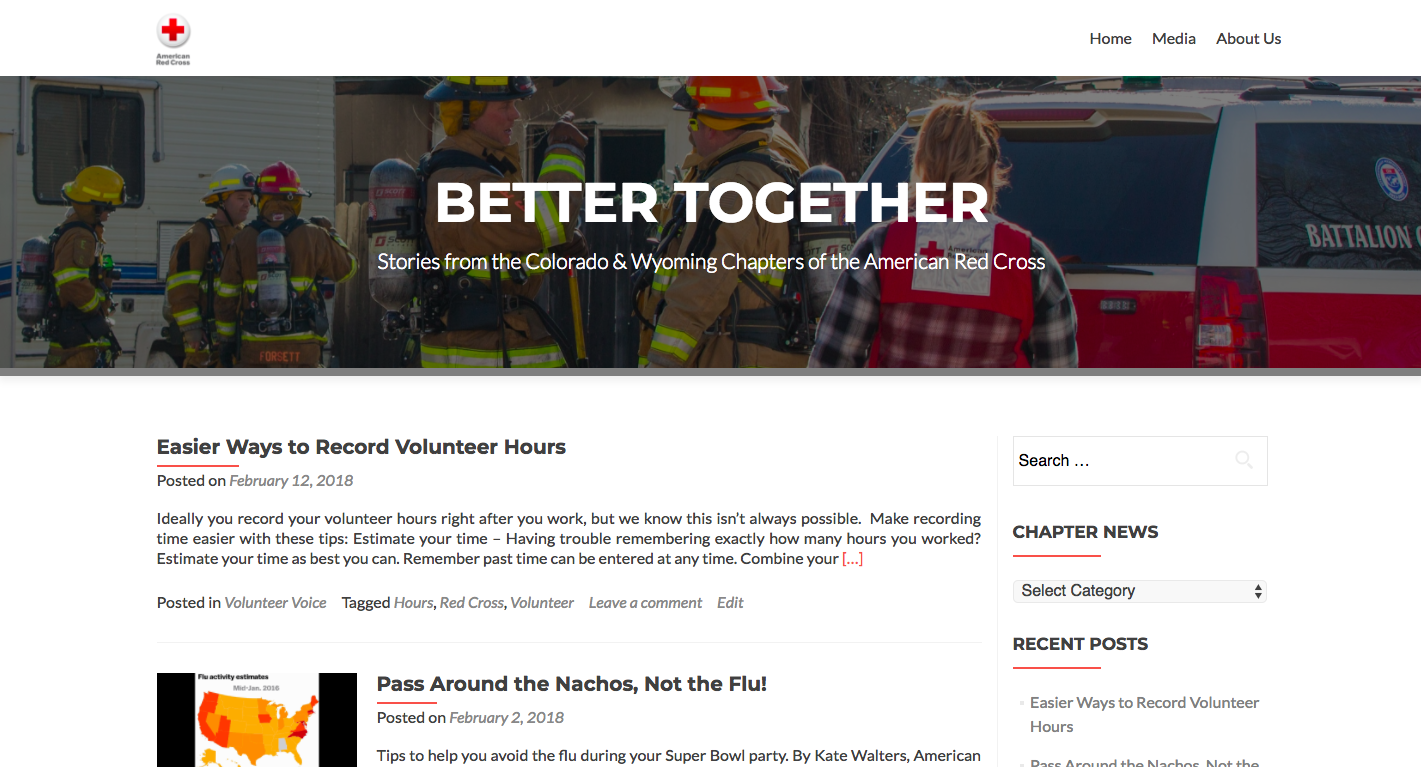 American
Red Cross
Home Media About Us
BETTER TOGETHER
Stories from the Colorado & Wyoming Chapters of the American Red Cross
SCOTT
SCOTT
FORSETT
American
BATTALION
Easier Ways to Record Volunteer Hours
Posted on February 12, 2018
Ideally you record your volunteer hours right after you work, but we know this isn’t always possible.  Make recording
time easier with these tips: Estimate your time – Having trouble remembering exactly how many hours you worked?
Estimate your time as best you can. Remember past time can be entered at any time. Combine your […]
Posted in Volunteer Voice Tagged Hours, Red Cross, Volunteer Leave a comment Edit
Flu activity estimates
Mid-Jan. 2016
Pass Around the Nachos, Not the Flu!
Posted on February 2, 2018
Tips to help you avoid the flu during your Super Bowl party. By Kate Walters, American
Search …
CHAPTER NEWS
Select Category
RECENT POSTS
Easier Ways to Record Volunteer
Hours
Pass Around the Nachos, Not the